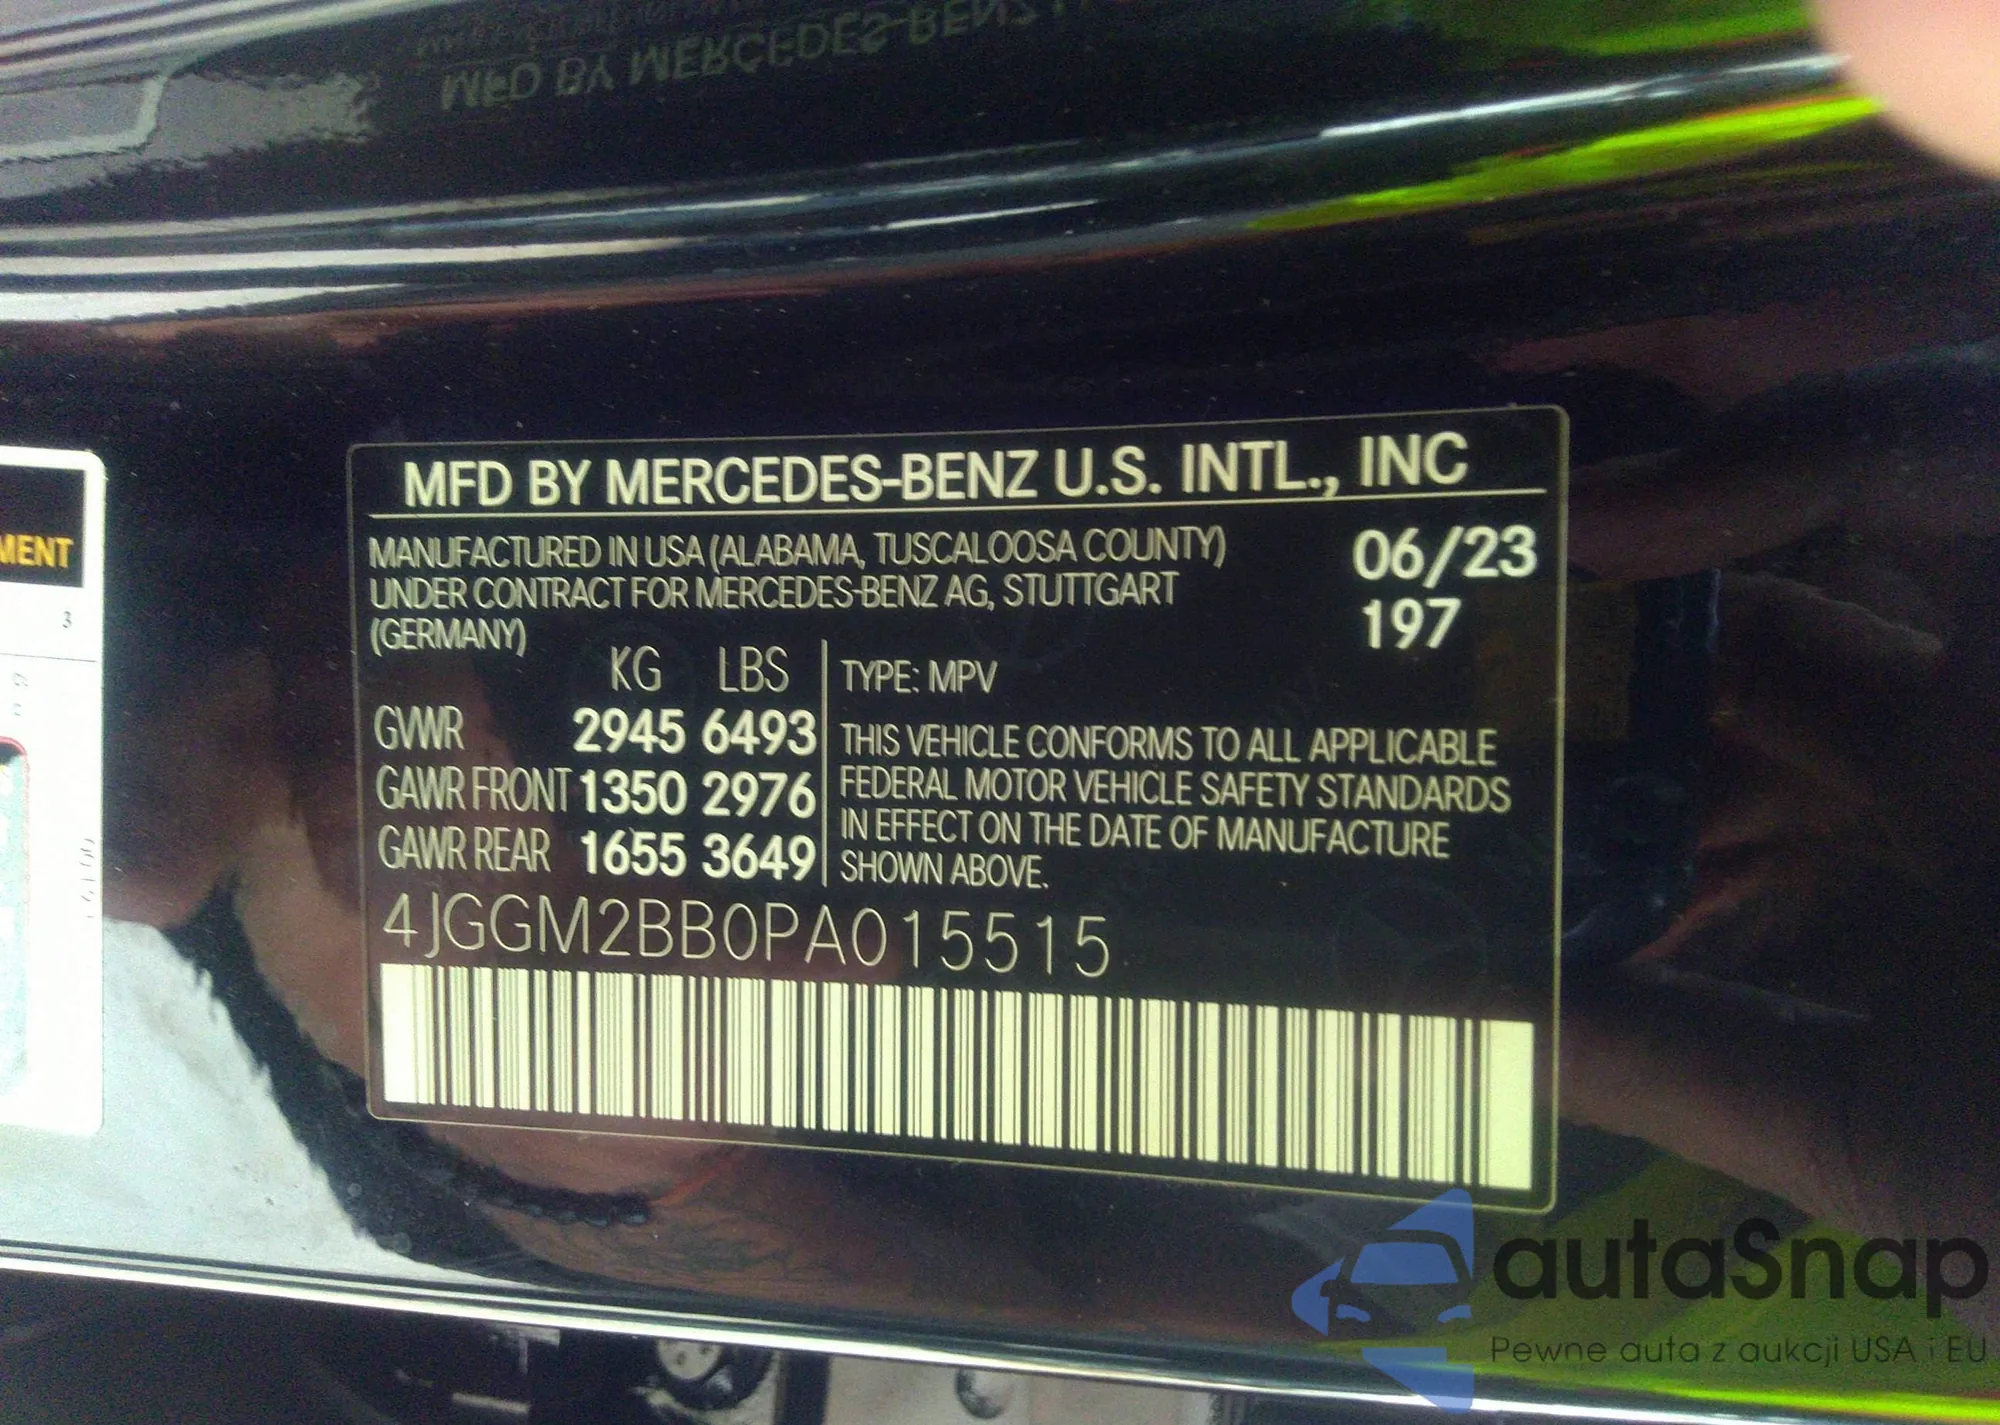 MFD BY MERCEDES-BENZ
MENT
3
MFD BY MERCEDES-BENZ U.S. INTL., INC
MANUFACTURED IN USA (ALABAMA, TUSCALOOSA COUNTY)
UNDER CONTRACT FOR MERCEDES-BENZ AG, STUTTGART
(GERMANY)
06/23
197
KG LBS
GVWR 2945 6493
GAWR FRONT 1350 2976
GAWR REAR 1655 3649
TYPE: MPV
THIS VEHICLE CONFORMS TO ALL APPLICABLE
FEDERAL MOTOR VEHICLE SAFETY STANDARDS
IN EFFECT ON THE DATE OF MANUFACTURE
SHOWN ABOVE.
4JGGM2BB0PA015515
autaSnap
Pewne auta z aukcji USA i EU